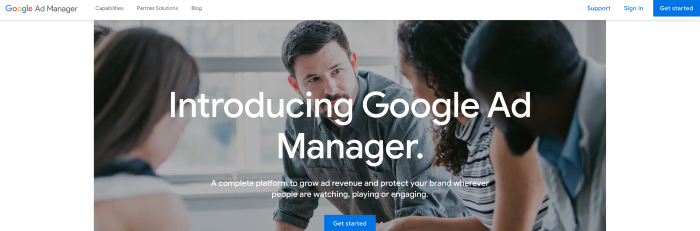 Google Ad Manager
Capabilities
Partner Solutions
Blog
Support
Sign in
Get started
Introducing Google Ad
Manager.
A complete platform to grow ad revenue and protect your brand wherever
people are watching, playing or engaging.
Get started